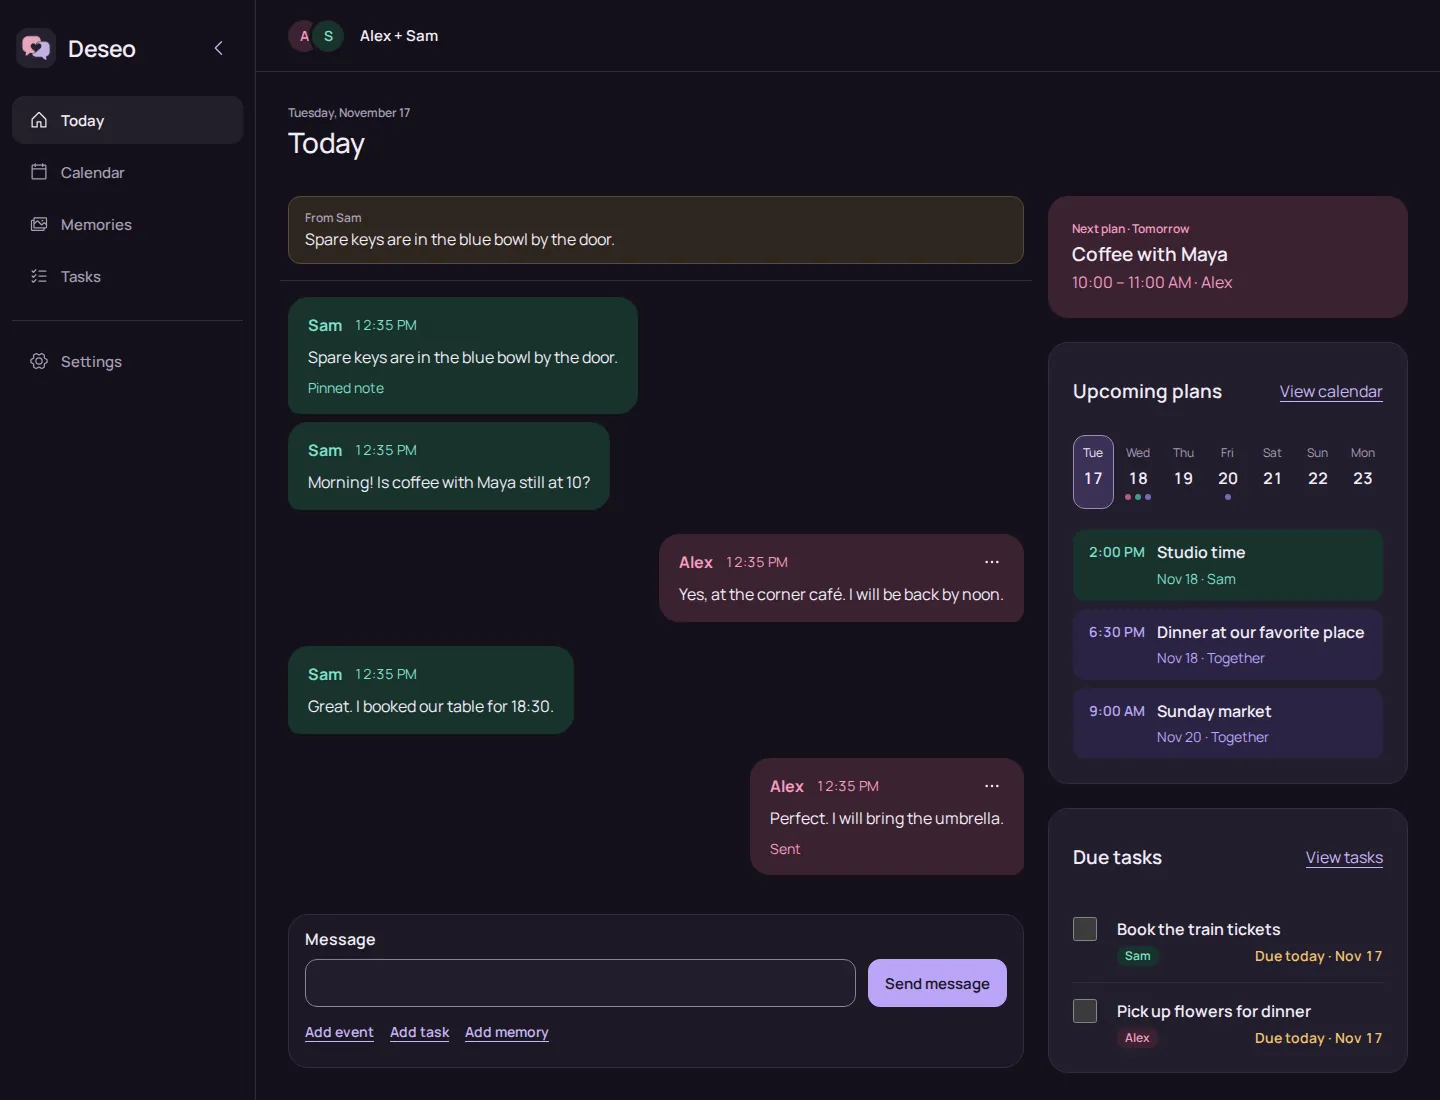 Deseo
Today
Calendar
Memories
Tasks
Settings
A S Alex + Sam
Tuesday, November 17
Today
From Sam
Spare keys are in the blue bowl by the door.
Sam 12:35 PM
Spare keys are in the blue bowl by the door.
Pinned note
Sam 12:35 PM
Morning! Is coffee with Maya still at 10?
Alex 12:35 PM
Yes, at the corner café. I will be back by noon.
Sam 12:35 PM
Great. I booked our table for 18:30.
Alex 12:35 PM
Perfect. I will bring the umbrella.
Sent
Message
Send message
Add event Add task Add memory
Next plan · Tomorrow
Coffee with Maya
10:00 – 11:00 AM · Alex
Upcoming plans View calendar
Tue Wed Thu Fri Sat Sun Mon
17 18 19 20 21 22 23
2:00 PM Studio time
Nov 18 · Sam
6:30 PM Dinner at our favorite place
Nov 18 · Together
9:00 AM Sunday market
Nov 20 · Together
Due tasks View tasks
Book the train tickets
Sam Due today · Nov 17
Pick up flowers for dinner
Alex Due today · Nov 17